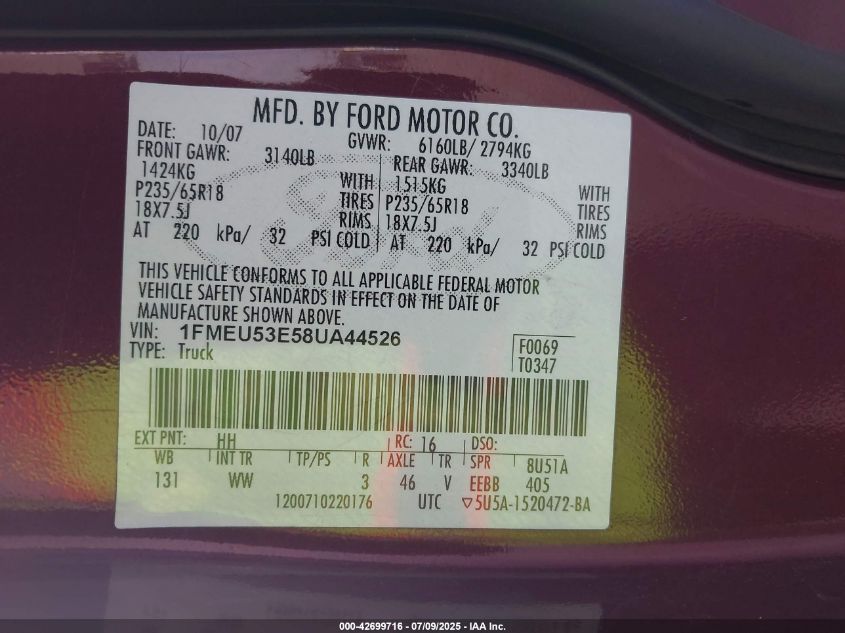 MFD. BY FORD MOTOR CO.
DATE: 10/07 GVWR: 6160LB/ 2794KG
FRONT GAWR: 3140LB REAR GAWR: 3340LB
1424KG WITH 1515KG WITH
P235/65R18 TIRES P235/65R18 TIRES
18X7.5J RIMS 18X7.5J RIMS
AT 220 kPa/ 32 PSI COLD AT 220 kPa/ 32 PSI COLD
THIS VEHICLE CONFORMS TO ALL APPLICABLE FEDERAL MOTOR
VEHICLE SAFETY STANDARDS IN EFFECT ON THE DATE OF
MANUFACTURE SHOWN ABOVE.
VIN: 1FMEU53E58UA44526 F0069
TYPE: Truck T0347
EXT PNT: HH RC: 16 DSO:
WB INT TR TP/PS R AXLE TR SPR 8U51A
131 WW 3 46 V EEBB 405
1200710220176 UTC ▽5U5A-1520472-BA
Ford
000-42699716 - 07/09/2025 - IAA Inc.